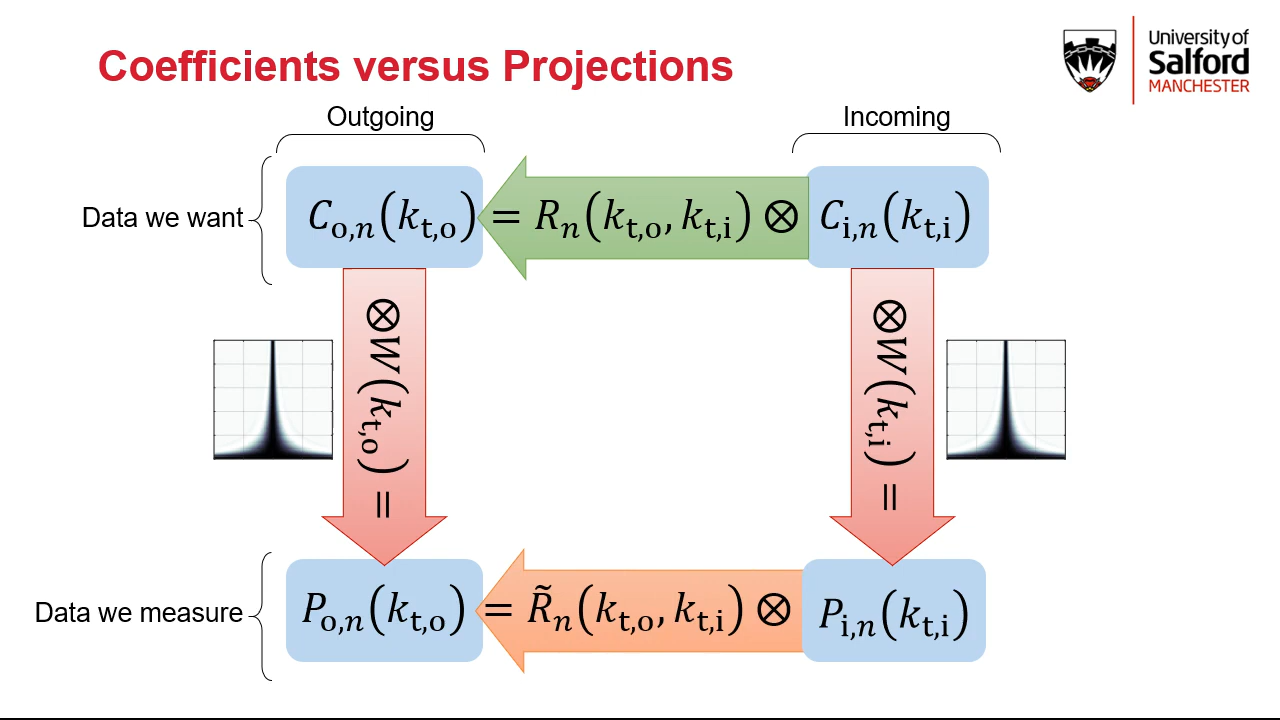 Coefficients versus Projections
University of
Salford
MANCHESTER
Outgoing
Incoming
Data we want
C_{o,n}(k_{t,o}) = R_n(k_{t,o}, k_{t,i}) ⊗ C_{i,n}(k_{t,i})
⊗W(k_{t,o}) =
⊗W(k_{t,i}) =
Data we measure
P_{o,n}(k_{t,o}) = R̃_n(k_{t,o}, k_{t,i}) ⊗ P_{i,n}(k_{t,i})